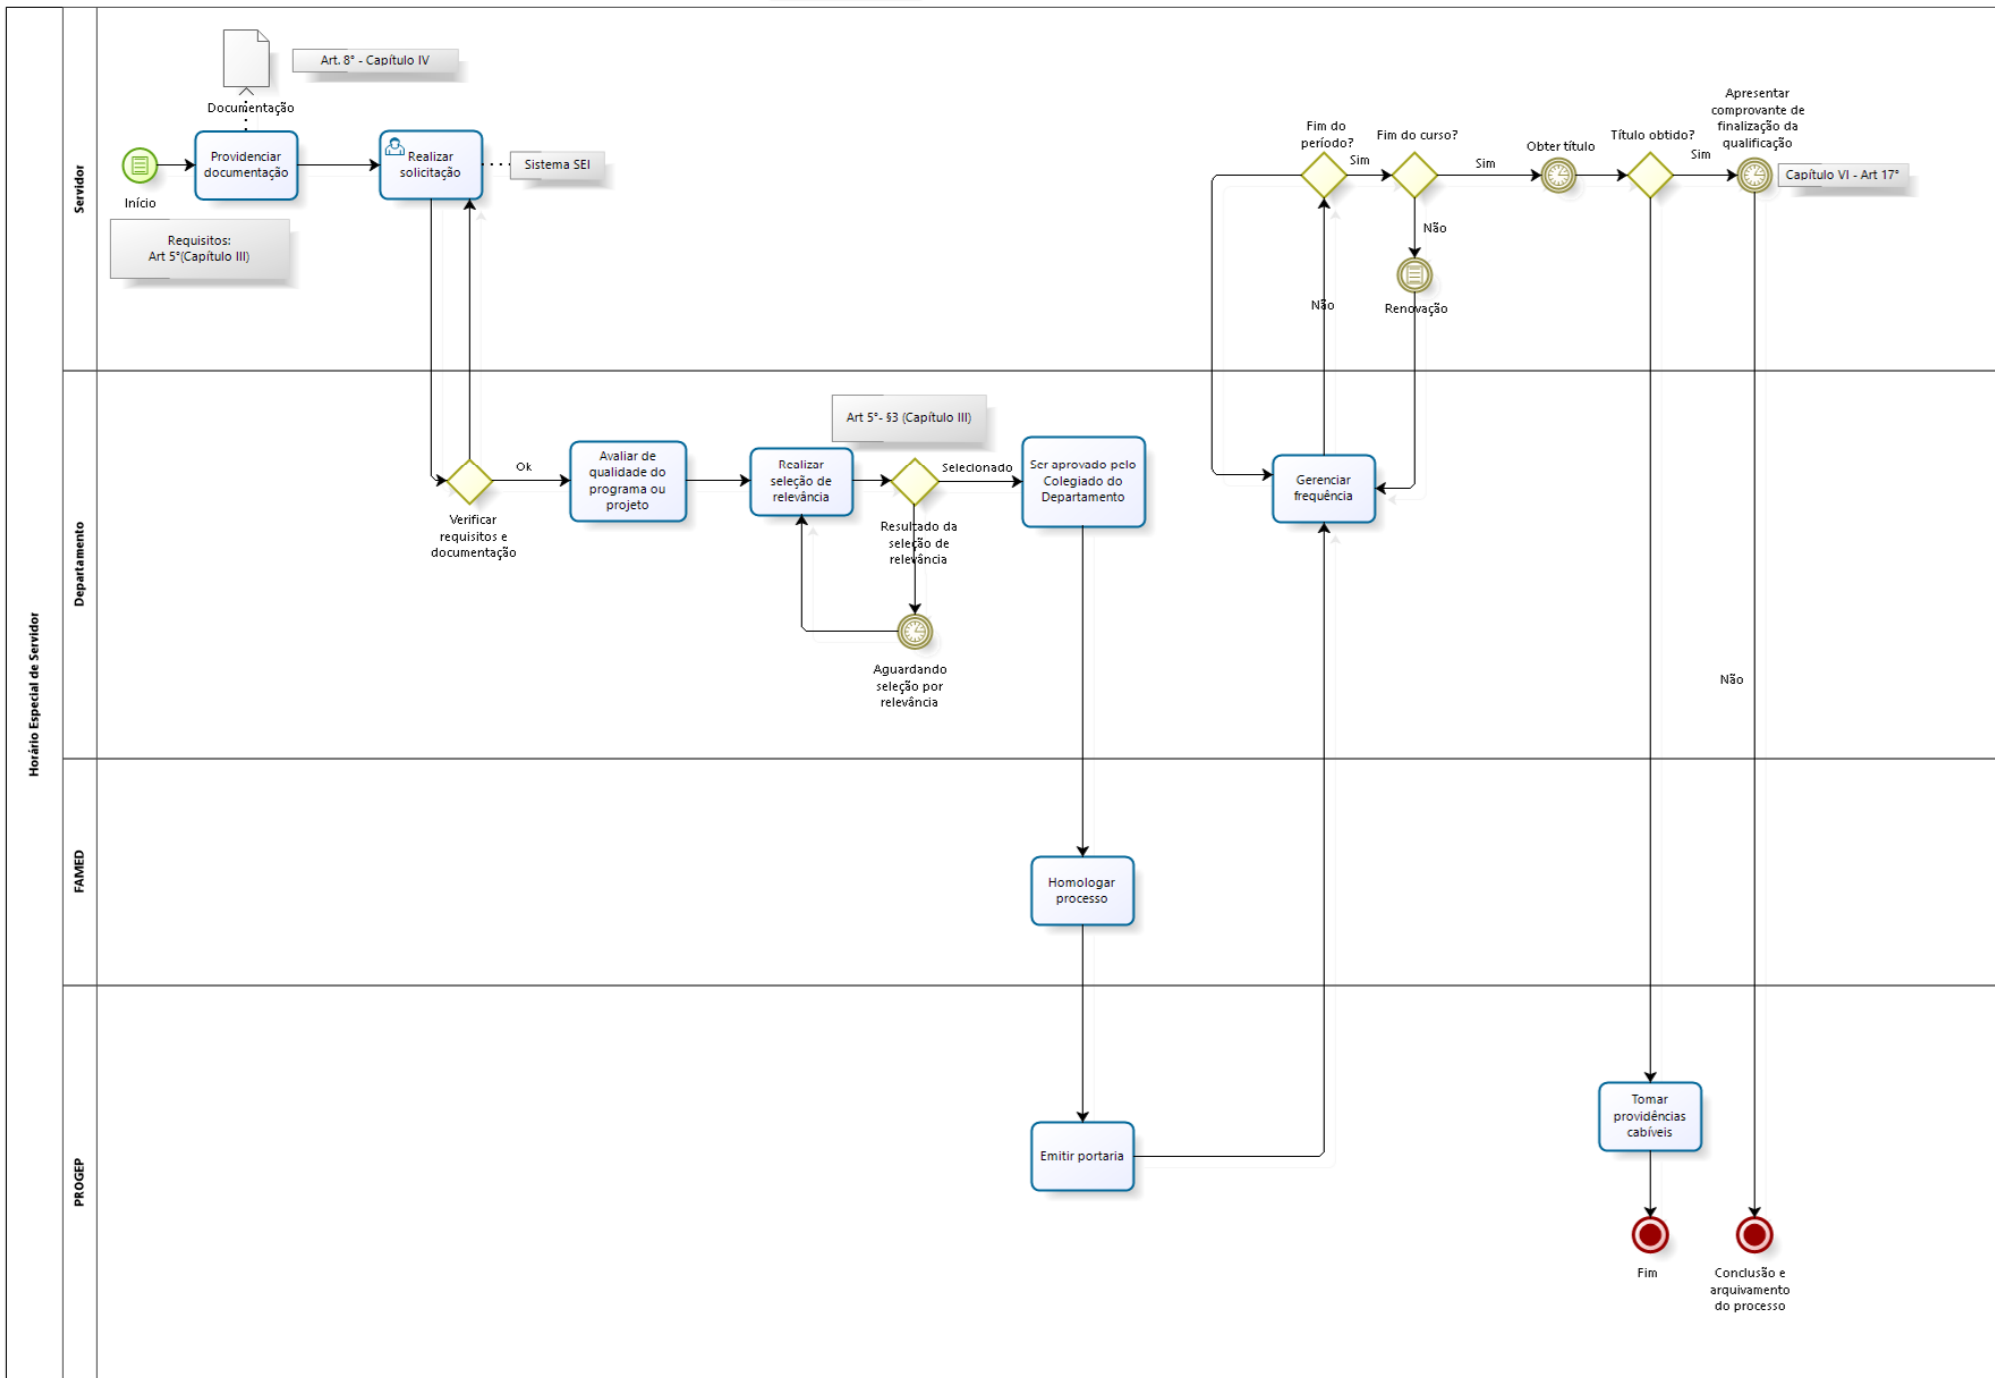 Horário Especial de Servidor
Servidor
Art. 8° - Capítulo IV
Documentação
Início
Providenciar
documentação
Realizar
solicitação
Sistema SEI
Requisitos:
Art 5°(Capítulo III)
Fim do
período?
Sim
Fim do curso?
Sim
Obter título
Título obtido?
Sim
Apresentar
comprovante de
finalização da
qualificação
Capítulo VI - Art 17°
Não
Renovação
Não
Departamento
Verificar
requisitos e
documentação
Ok
Avaliar de
qualidade do
programa ou
projeto
Realizar
seleção de
relevância
Art 5°- §3 (Capítulo III)
Selecionado
Resultado da
seleção de
relevância
Aguardando
seleção por
relevância
Ser aprovado pelo
Colegiado do
Departamento
Gerenciar
frequência
Não
FAMED
Homologar
processo
PROGEP
Emitir portaria
Tomar
providências
cabíveis
Fim
Conclusão e
arquivamento
do processo